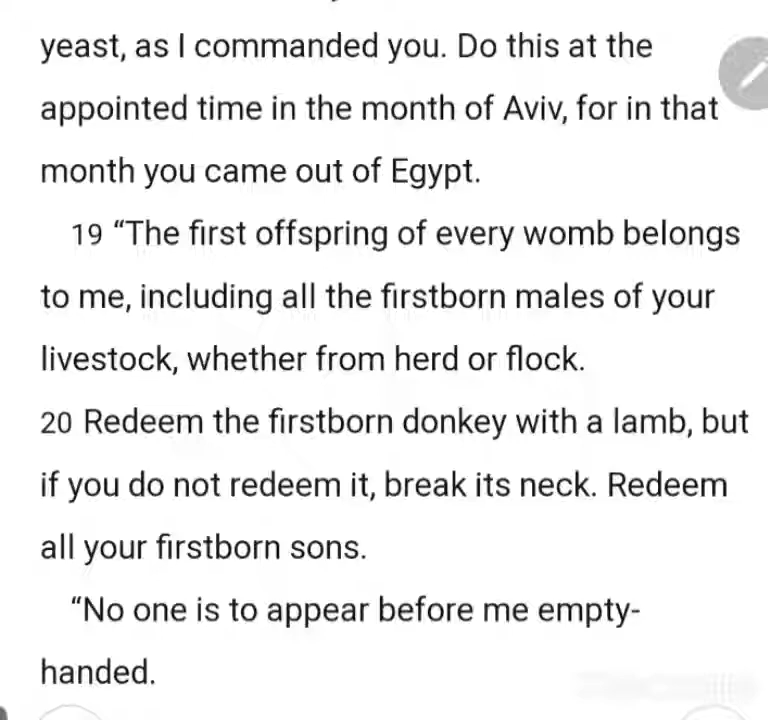 yeast, as I commanded you. Do this at the
appointed time in the month of Aviv, for in that
month you came out of Egypt.
19 “The first offspring of every womb belongs
to me, including all the firstborn males of your
livestock, whether from herd or flock.
20 Redeem the firstborn donkey with a lamb, but
if you do not redeem it, break its neck. Redeem
all your firstborn sons.
“No one is to appear before me empty-
handed.